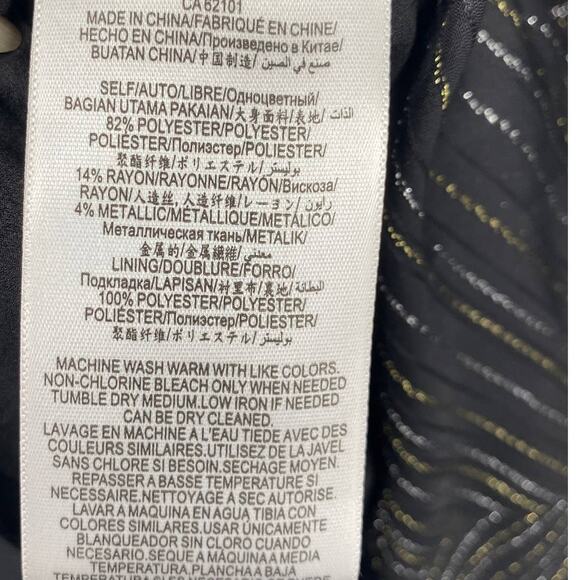 CA 62101
MADE IN CHINA/FABRIQUÉ EN CHINE/
HECHO EN CHINA/Произведено в Китае/
BUATAN CHINA/中国制造/صنع في الصين/
SELF/AUTO/LIBRE/Одноцветный/
BAGIAN UTAMA PAKAIAN/大身面料/表地/الذات
82% POLYESTER/POLYESTER/
POLIÉSTER/Полиэстер/POLIESTER/
聚酯纤维/ポリエステル/بوليستر/
14% RAYON/RAYONNE/RAYÓN/Вискоза/
RAYON/人造丝, 人造纤维/レーヨン/رايون/
4% METALLIC/MÉTALLIQUE/METÁLICO/
Металлическая ткань/METALIK/
金属的/金属繊維/معدني/
LINING/DOUBLURE/FORRO/
Подкладка/LAPISAN/衬里布/裏地/البطانة/
100% POLYESTER/POLYESTER/
POLIÉSTER/Полиэстер/POLIESTER/
聚酯纤维/ポリエステル/بوليستر/
MACHINE WASH WARM WITH LIKE COLORS.
NON-CHLORINE BLEACH ONLY WHEN NEEDED
TUMBLE DRY MEDIUM.LOW IRON IF NEEDED
CAN BE DRY CLEANED.
LAVAGE EN MACHINE À L'EAU TIEDE AVEC DES
COULEURS SIMILAIRES.UTILISEZ DE LA JAVEL
SANS CHLORE SI BESOIN.SECHAGE MOYEN.
REPASSER A BASSE TEMPERATURE SI
NECESSAIRE.NETTOYAGE A SEC AUTORISE.
LAVAR A MAQUINA EN AGUA TIBIA CON
COLORES SIMILARES.USAR ÚNICAMENTE
BLANQUEADOR SIN CLORO CUANDO
NECESARIO.SEQUE A MÁQUINA A MEDIA
TEMPERATURA.PLANCHA A BAJA